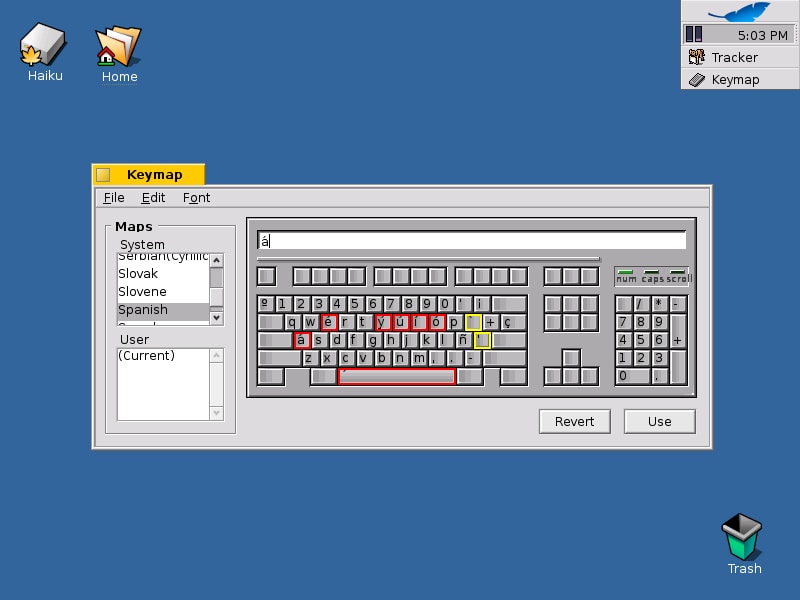 Haiku
Home
5:03 PM
Tracker
Keymap
Keymap
File Edit Font
Maps
System
Serbian(Cyrillic
Slovak
Slovene
Spanish
User
(Current)
á
num caps scroll
º 1 2 3 4 5 6 7 8 9 0 ' ¡
/ * -
q w é r t ý ú í ó p ` + ç
7 8 9
á s d f g h j k l ñ ´
4 5 6 +
z x c v b n m , . -
1 2 3
0 .
Revert Use
Trash